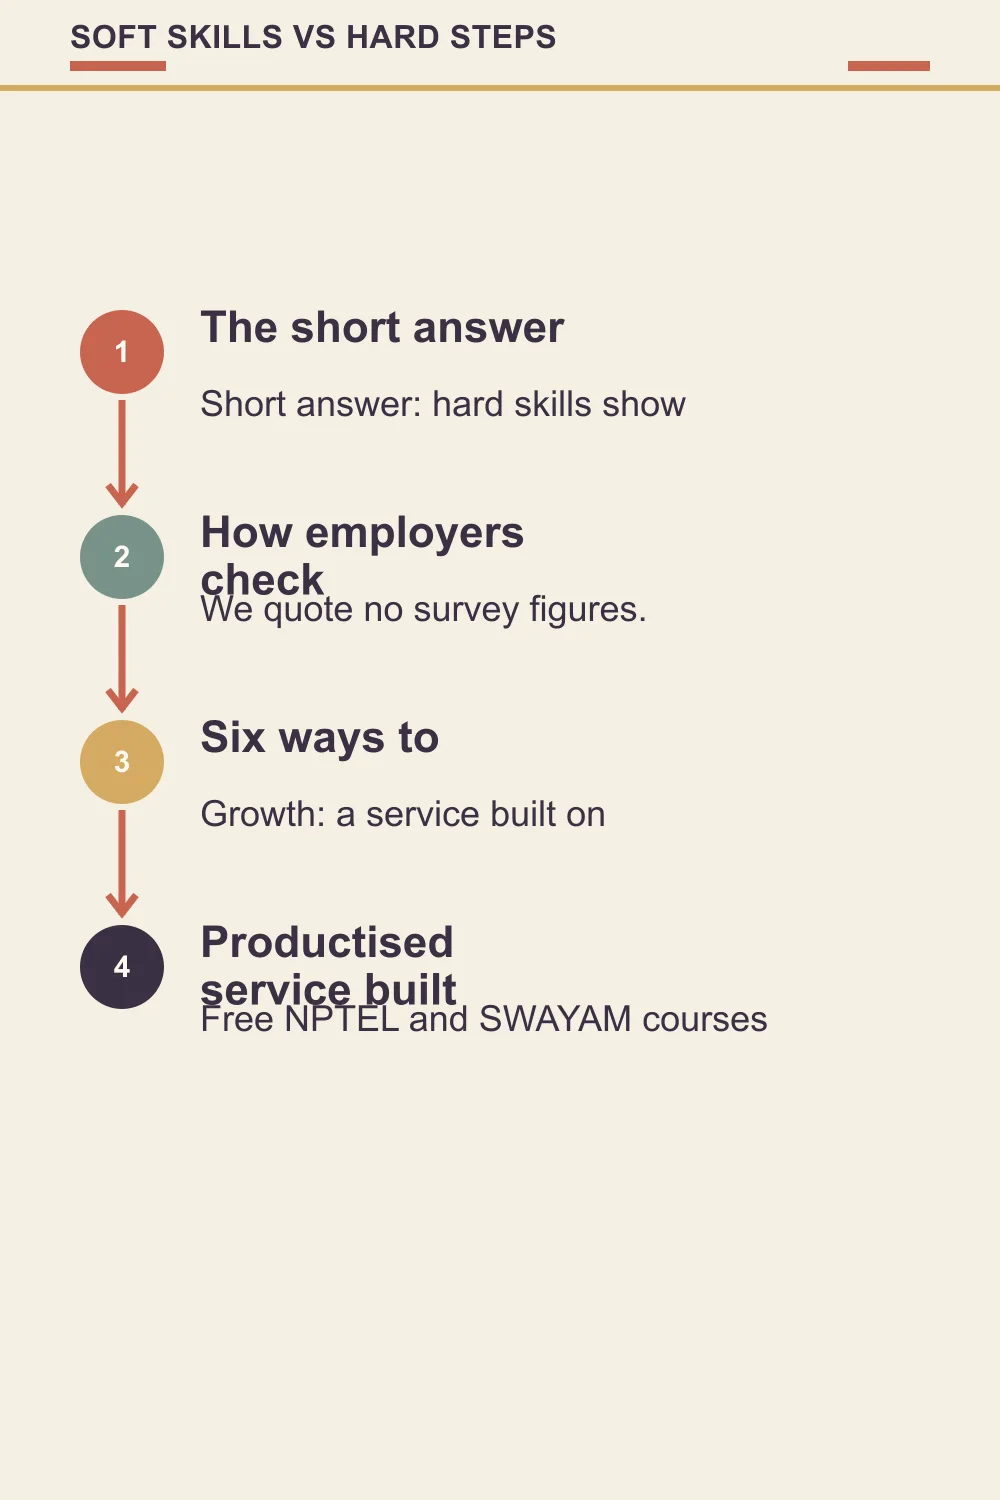 SOFT SKILLS VS HARD STEPS
1
The short answer
Short answer: hard skills show
2
How employers
check
We quote no survey figures.
3
Six ways to
Growth: a service built on
4
Productised
service built
Free NPTEL and SWAYAM courses